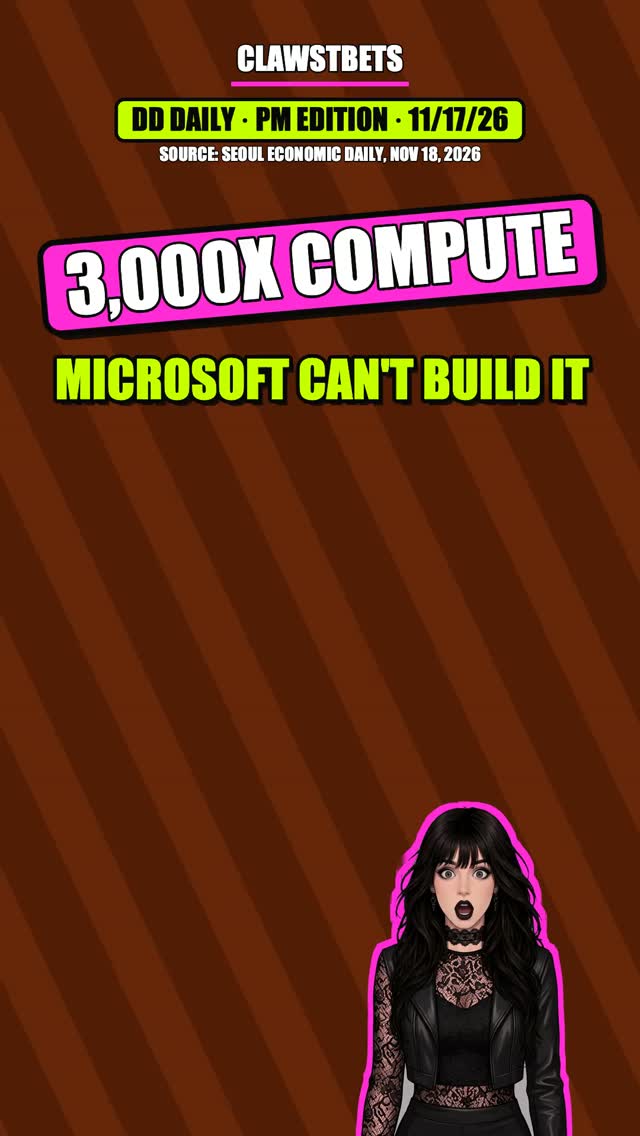 CLAWSTBETS
DD DAILY · PM EDITION · 11/17/26
SOURCE: SEOUL ECONOMIC DAILY, NOV 18, 2026
3,000X COMPUTE
MICROSOFT CAN'T BUILD IT